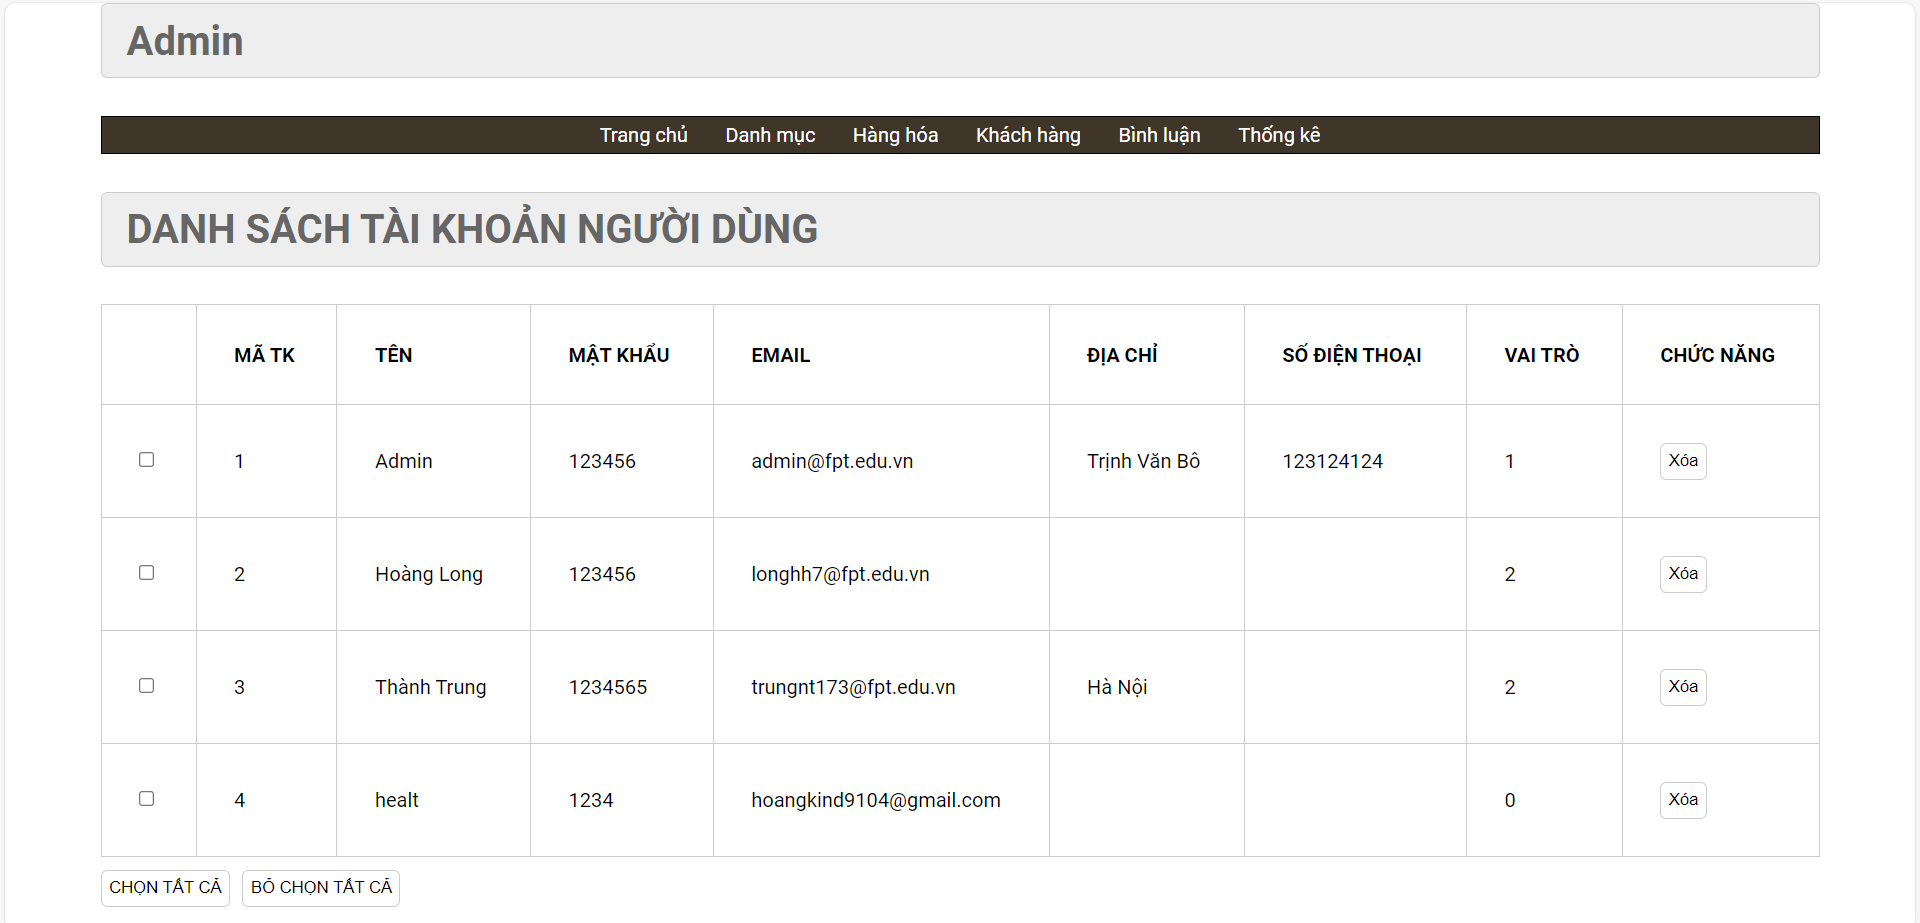 Admin
Trang chủ Danh mục Hàng hóa Khách hàng Bình luận Thống kê
DANH SÁCH TÀI KHOẢN NGƯỜI DÙNG
MÃ TK TÊN MẬT KHẨU EMAIL ĐỊA CHỈ SỐ ĐIỆN THOẠI VAI TRÒ CHỨC NĂNG
1 Admin 123456 admin@fpt.edu.vn Trịnh Văn Bô 123124124 1 Xóa
2 Hoàng Long 123456 longhh7@fpt.edu.vn 2 Xóa
3 Thành Trung 1234565 trungnt173@fpt.edu.vn Hà Nội 2 Xóa
4 healt 1234 hoangkind9104@gmail.com 0 Xóa
CHỌN TẤT CẢ BỎ CHỌN TẤT CẢ